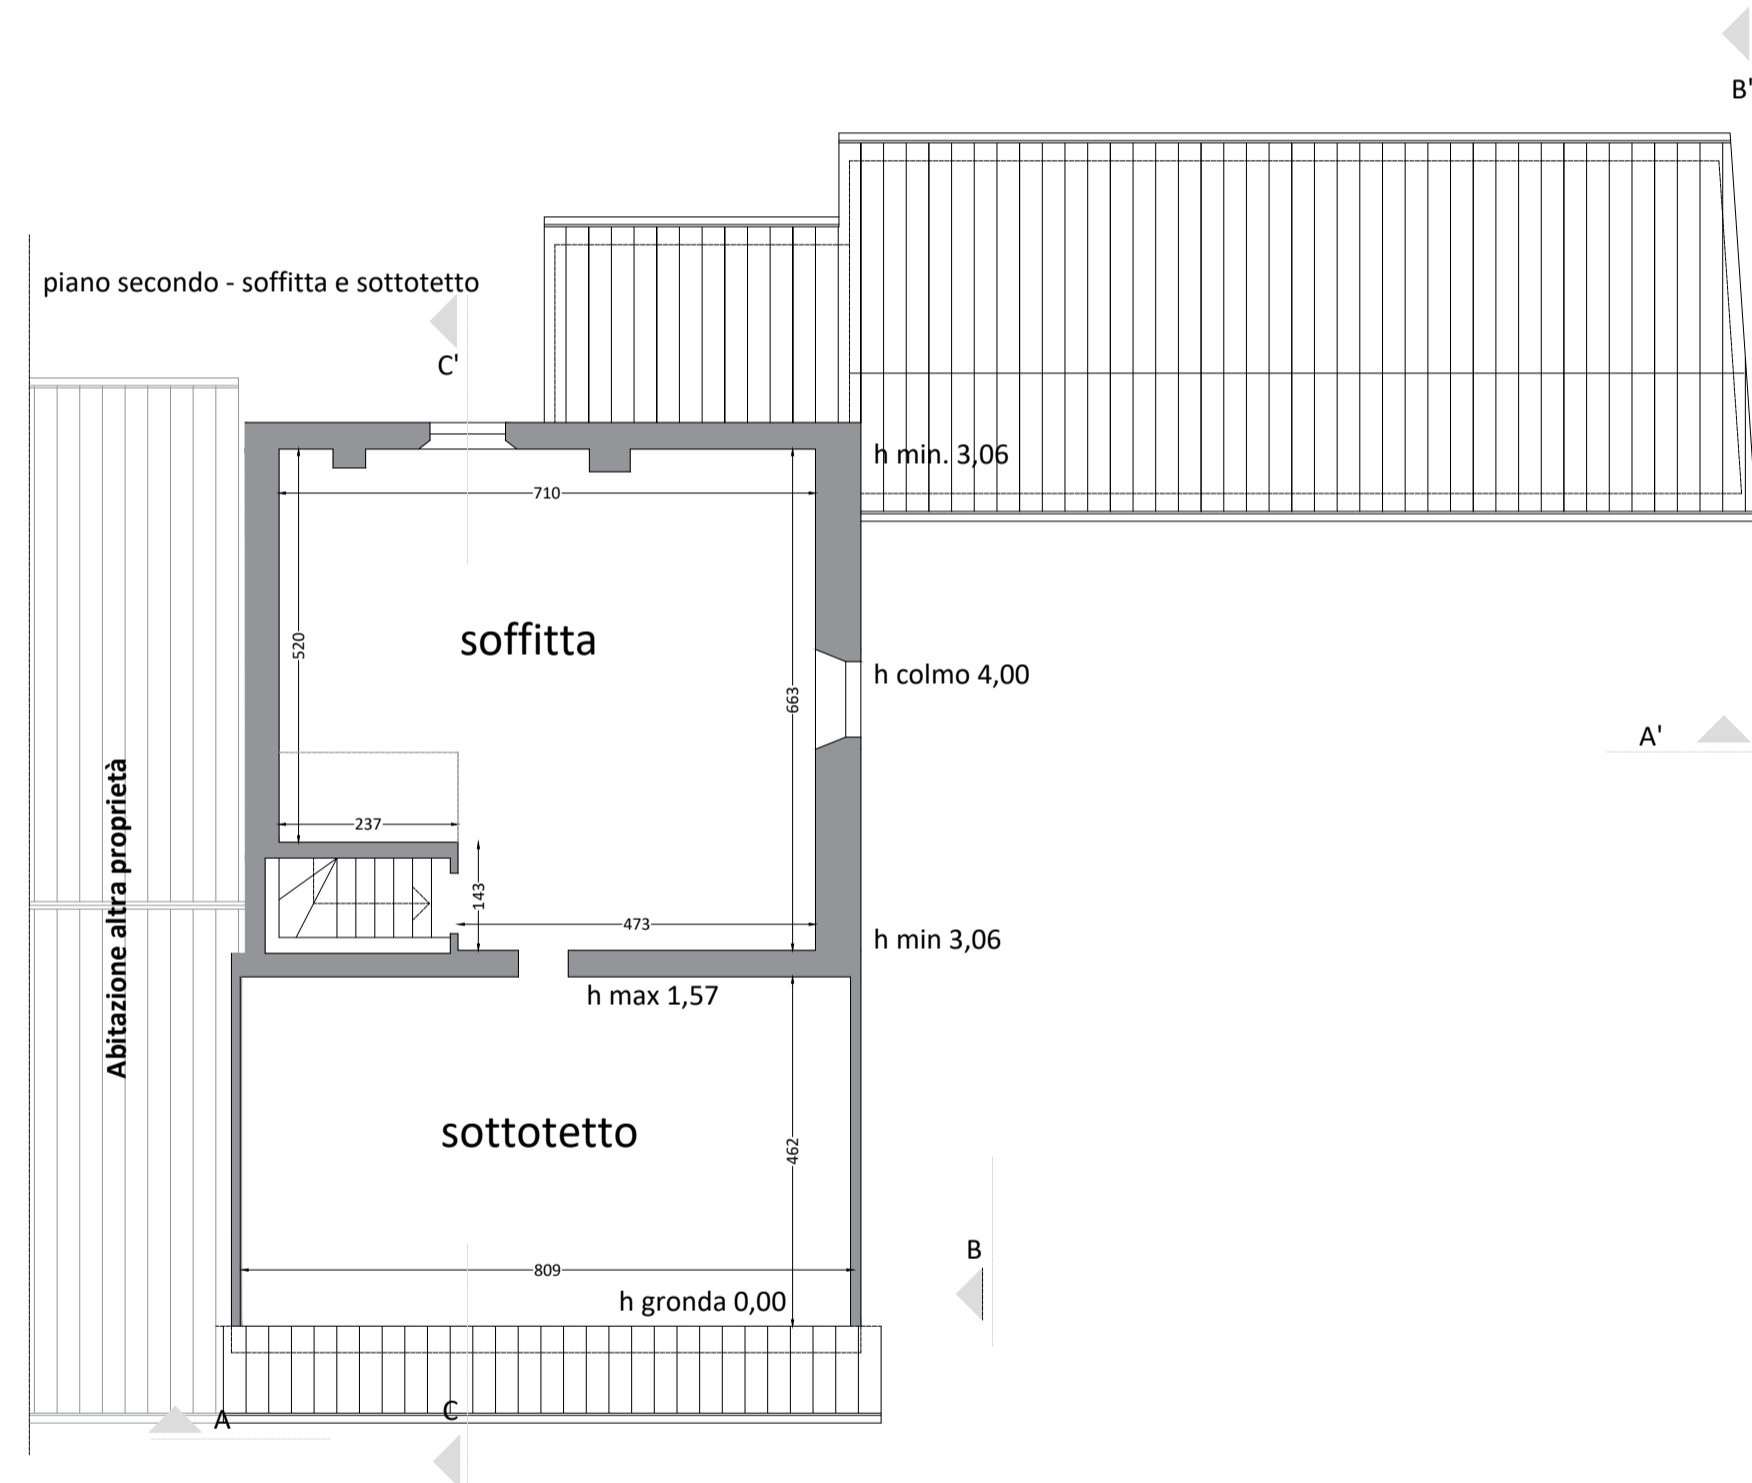 B'
piano secondo - soffitta e sottotetto
C'
h min. 3,06
710
soffitta
520
663
h colmo 4,00
A'
Abitazione altra proprietà
237
143
473
h min 3,06
h max 1,57
sottotetto
462
B
809
h gronda 0,00
A
C